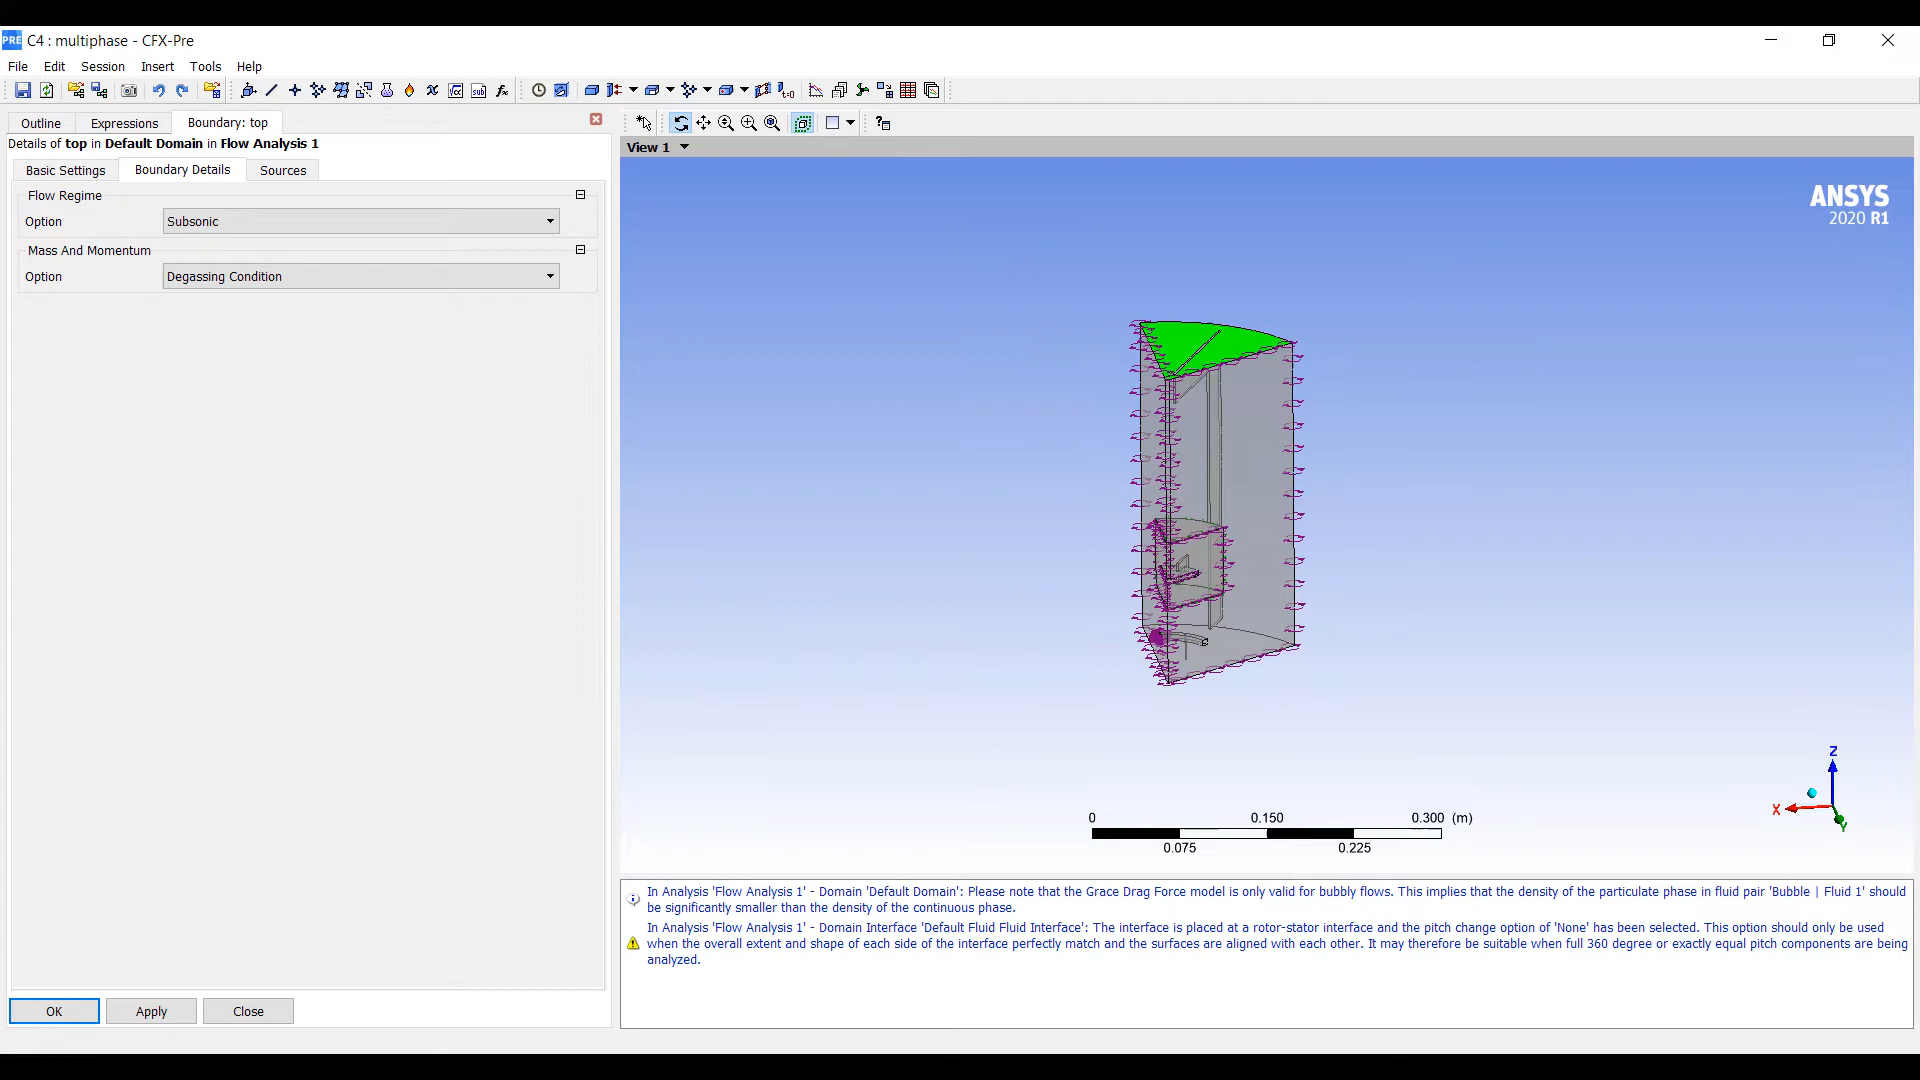 PRE C4 : multiphase - CFX-Pre
File Edit Session Insert Tools Help
Outline Expressions Boundary: top
Details of top in Default Domain in Flow Analysis 1
Basic Settings Boundary Details Sources
Flow Regime
Option Subsonic
Mass And Momentum
Option Degassing Condition
OK Apply Close
View 1
ANSYS
2020 R1
Z
X
Y
0 0.150 0.300 (m)
0.075 0.225
In Analysis 'Flow Analysis 1' - Domain 'Default Domain': Please note that the Grace Drag Force model is only valid for bubbly flows. This implies that the density of the particulate phase in fluid pair 'Bubble | Fluid 1' should
be significantly smaller than the density of the continuous phase.
In Analysis 'Flow Analysis 1' - Domain Interface 'Default Fluid Fluid Interface': The interface is placed at a rotor-stator interface and the pitch change option of 'None' has been selected. This option should only be used
when the overall extent and shape of each side of the interface perfectly match and the surfaces are aligned with each other. It may therefore be suitable when full 360 degree or exactly equal pitch components are being
analyzed.